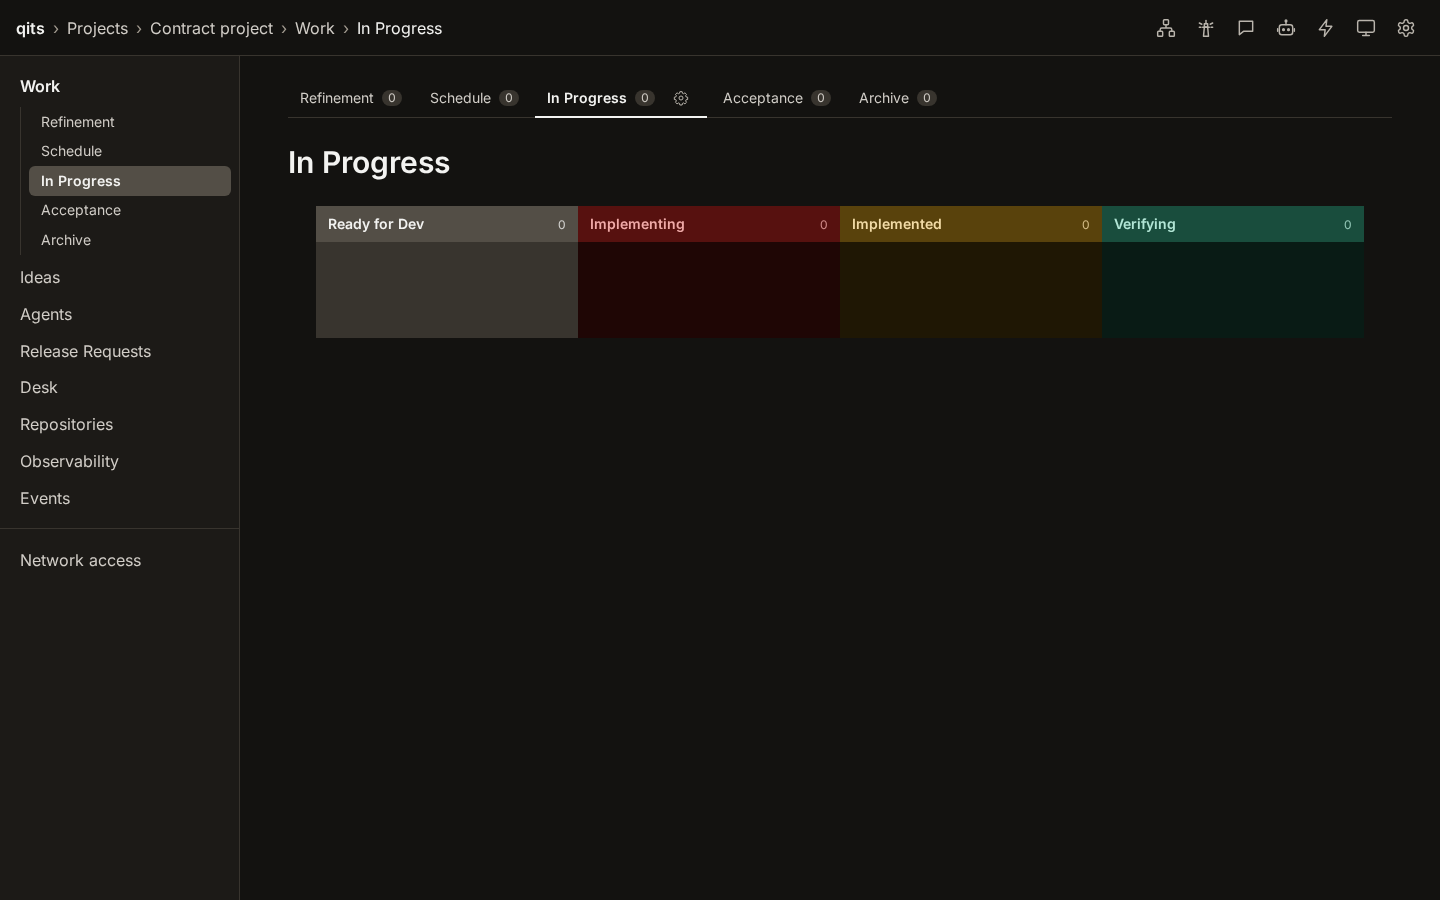 qits › Projects › Contract project › Work › In Progress
Work
Refinement
Schedule
In Progress
Acceptance
Archive
Ideas
Agents
Release Requests
Desk
Repositories
Observability
Events
Network access
Refinement 0 Schedule 0 In Progress 0 Acceptance 0 Archive 0
In Progress
Ready for Dev 0 Implementing 0 Implemented 0 Verifying 0